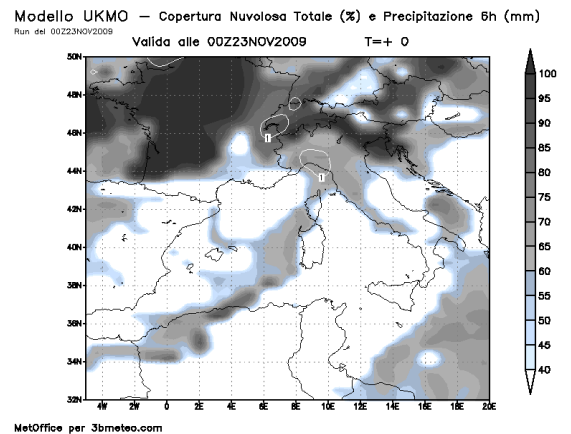 Modello UKMO – Copertura Nuvolosa Totale (%) e Precipitazione 6h (mm)
Run del 00Z23NOV2009
Valida alle 00Z23NOV2009 T=+ 0
50N
48N
46N
44N
42N
40N
38N
36N
34N
32N
4W 2W 0 2E 4E 6E 8E 10E 12E 14E 16E 18E 20E
1
1
100
95
90
85
80
75
70
65
60
55
50
45
40
MetOffice per 3bmeteo.com